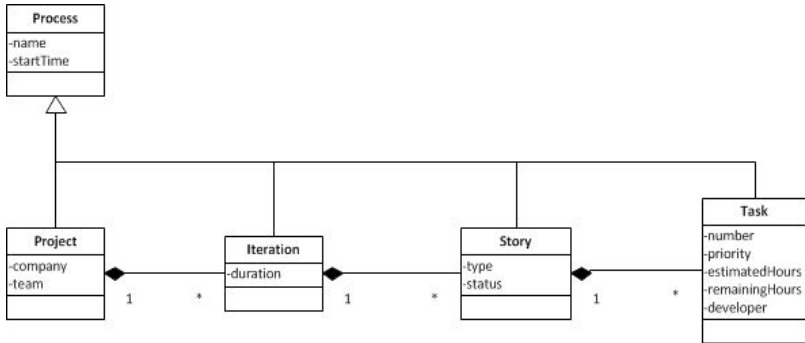 Process
-name
-startTime
Project
-company
-team
1
*
Iteration
-duration
1
*
Story
-type
-status
1
*
Task
-number
-priority
-estimatedHours
-remainingHours
-developer